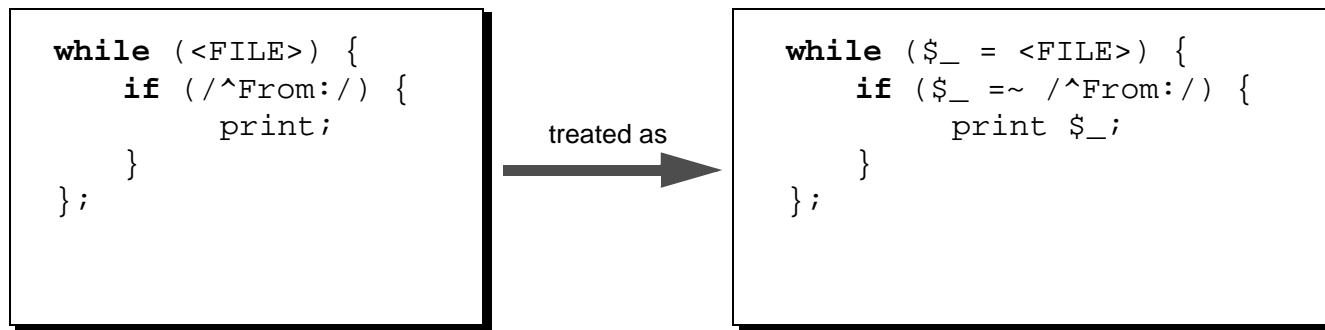 while (<FILE>) {
    if (/^From:/) {
        print;
    }
};
treated as
while ($_ = <FILE>) {
    if ($_ =~ /^From:/) {
        print $_;
    }
};